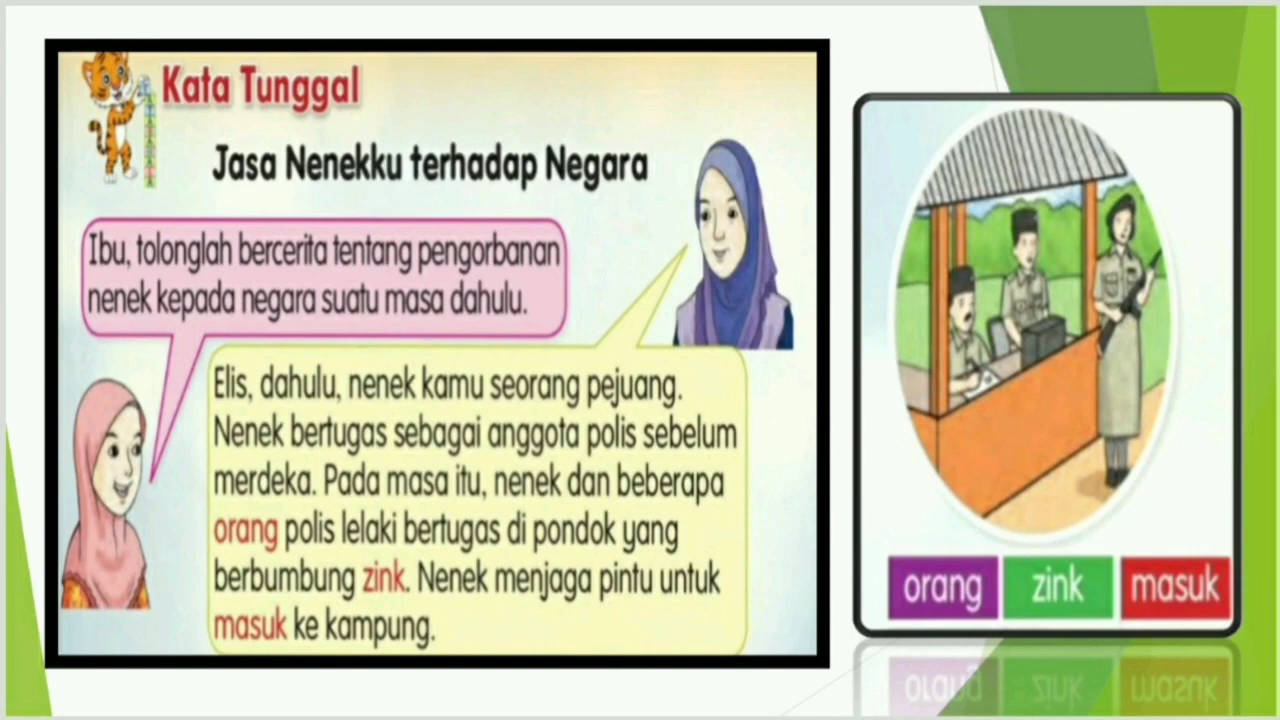 Kata Tunggal
Jasa Nenekku terhadap Negara
Ibu, tolonglah bercerita tentang pengorbanan
nenek kepada negara suatu masa dahulu.
Elis, dahulu, nenek kamu seorang pejuang.
Nenek bertugas sebagai anggota polis sebelum
merdeka. Pada masa itu, nenek dan beberapa
orang polis lelaki bertugas di pondok yang
berbumbung zink. Nenek menjaga pintu untuk
masuk ke kampung.
orang zink masuk